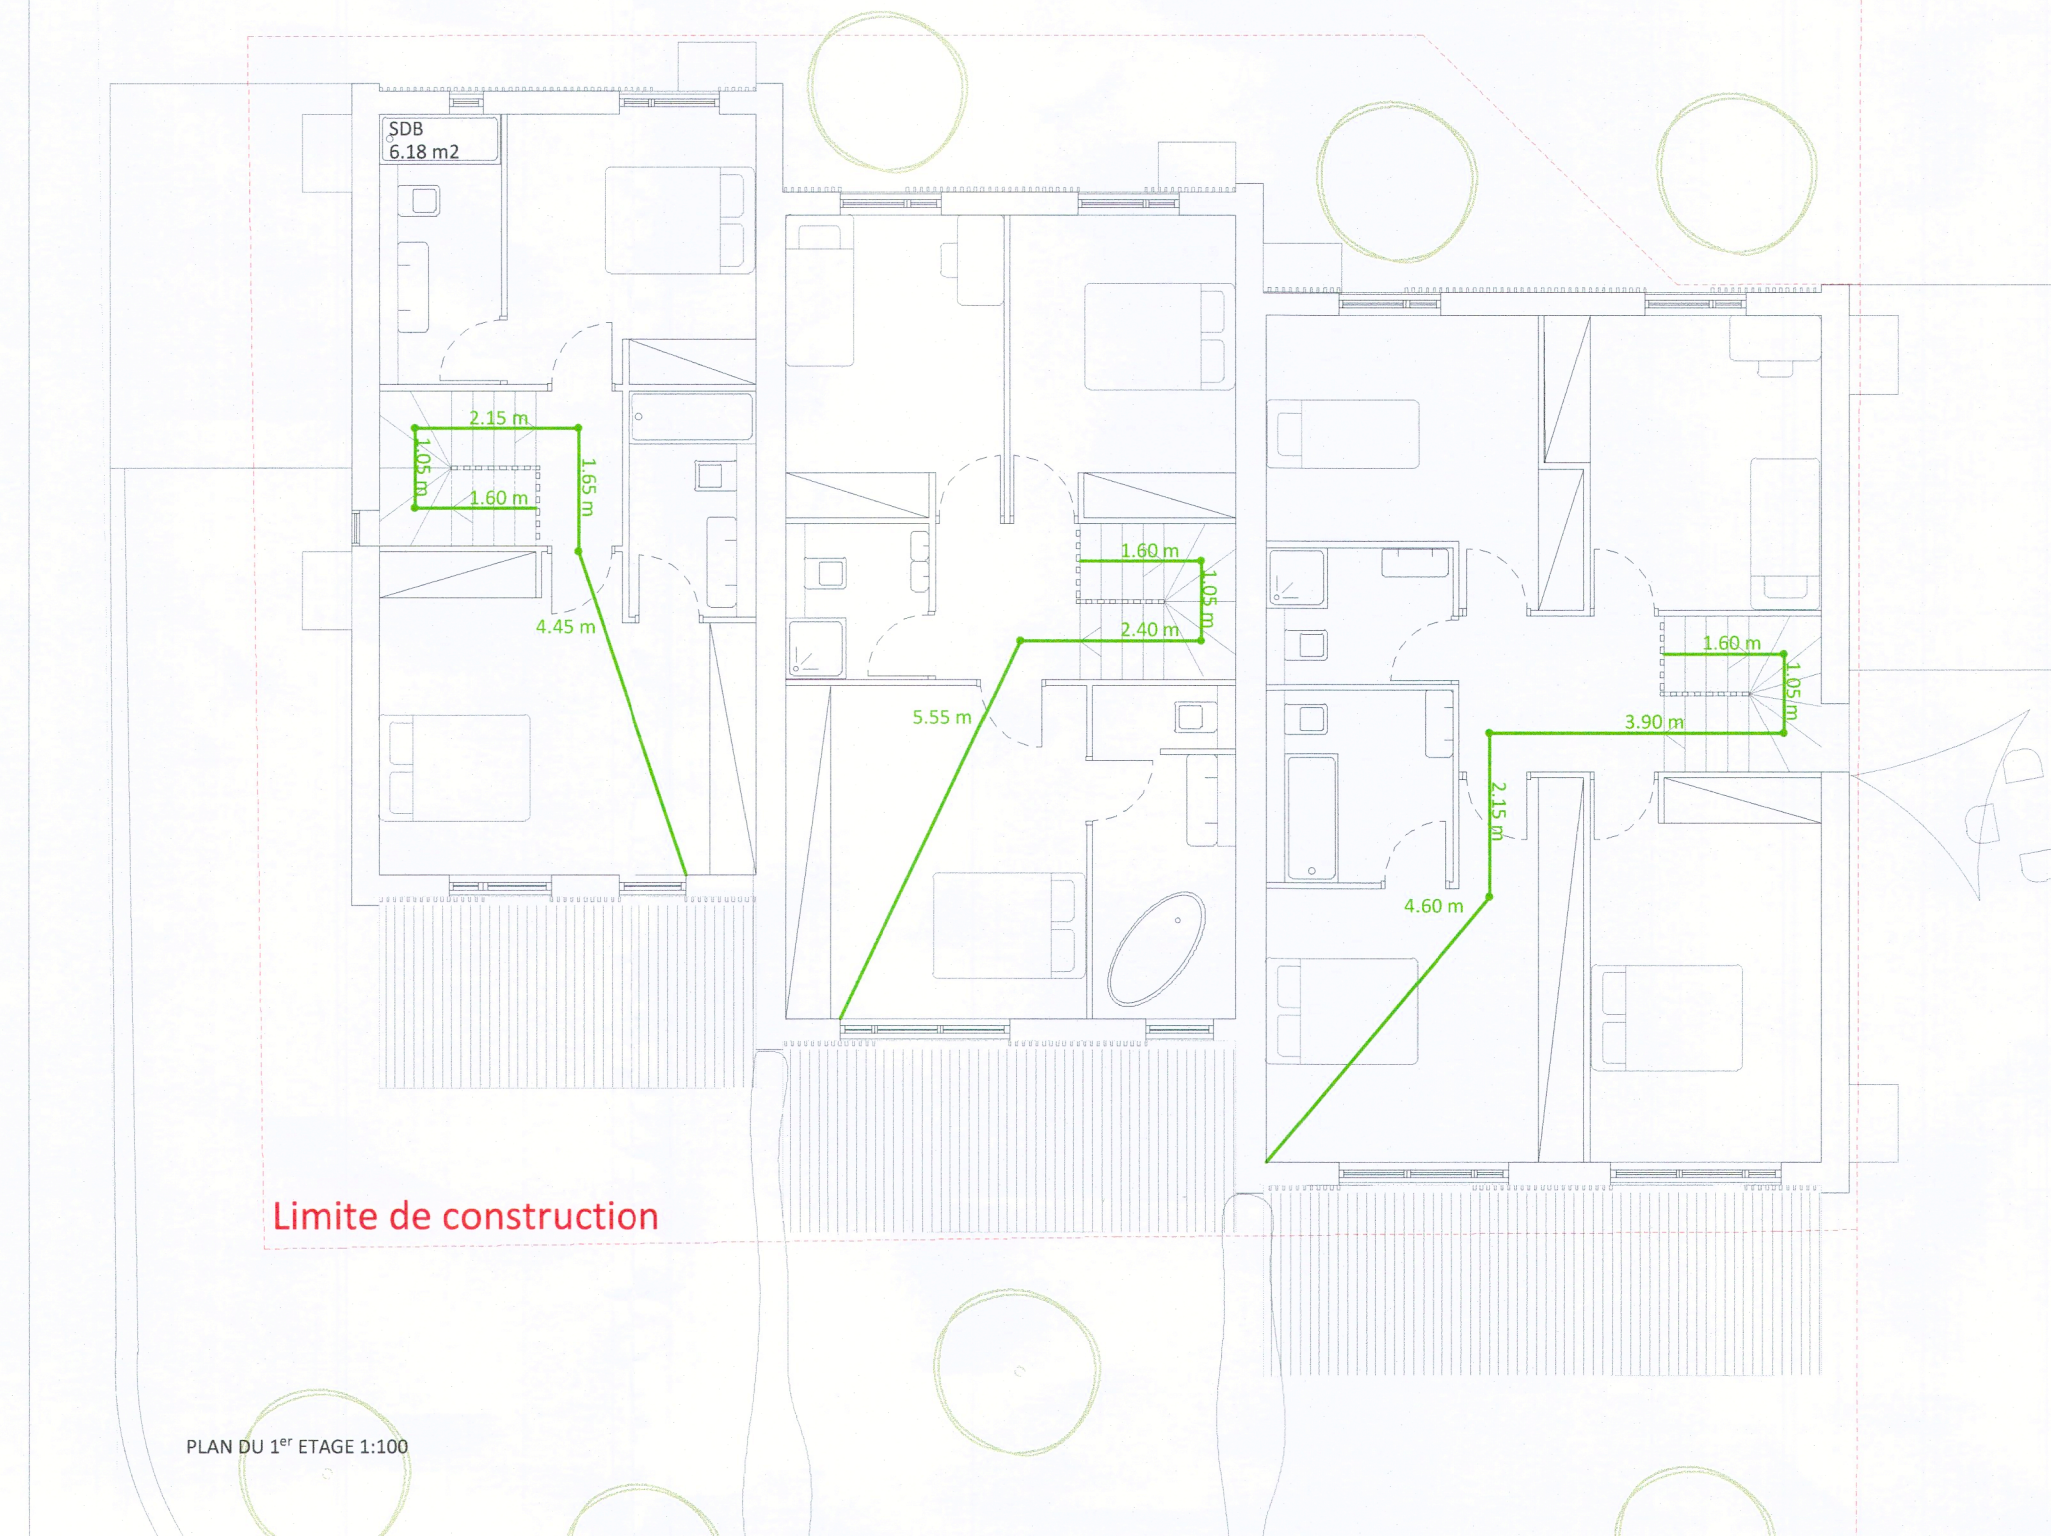 SDB
6.18 m2
2.15 m
1.05 m
1.65 m
1.60 m
4.45 m
1.60 m
1.05 m
2.40 m
5.55 m
1.60 m
1.05 m
3.90 m
2.15 m
4.60 m
Limite de construction
PLAN DU 1er ETAGE 1:100